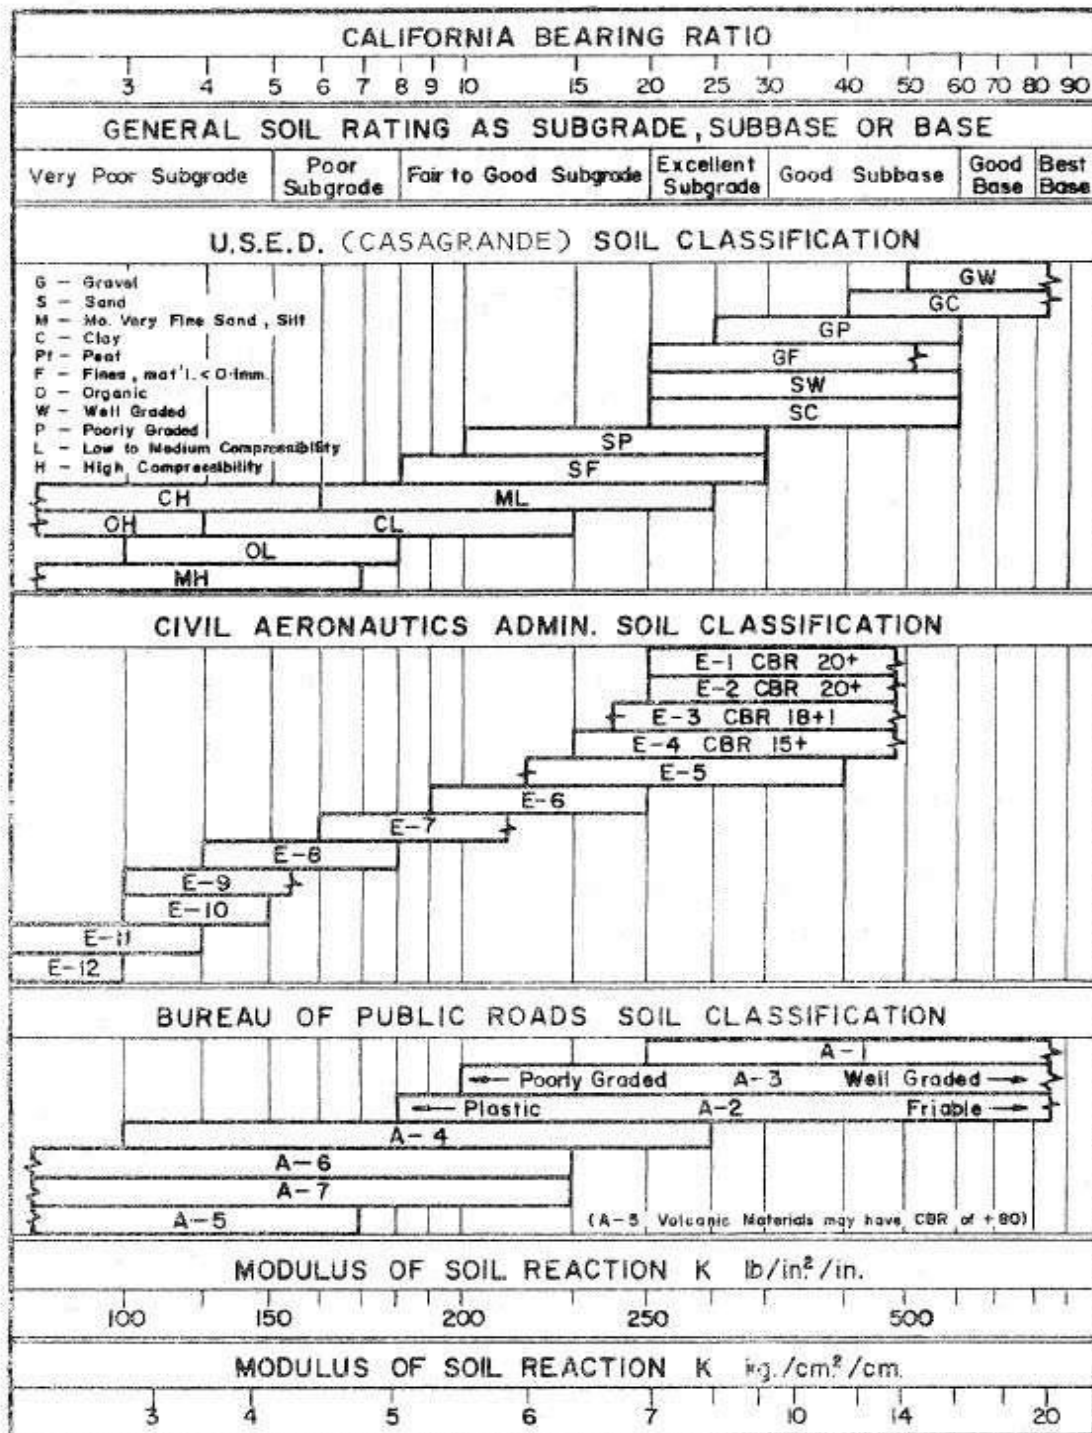 CALIFORNIA BEARING RATIO
3 4 5 6 7 8 9 10 15 20 25 30 40 50 60 70 80 90
GENERAL SOIL RATING AS SUBGRADE, SUBBASE OR BASE
Very Poor Subgrade
Poor Subgrade
Fair to Good Subgrade
Excellent Subgrade
Good Subbase
Good Base
Best Base
U.S.E.D. (CASAGRANDE) SOIL CLASSIFICATION
G - Gravel
S - Sand
M - Mo. Very Fine Sand, Silt
C - Clay
Pt - Peat
F - Fines, mat'l. < 0.1mm.
O - Organic
W - Well Graded
P - Poorly Graded
L - Low to Medium Compressibility
H - High Compressibility
GW
GC
GP
GF
SW
SC
SP
SF
CH ML
OH CL
OL
MH
CIVIL AERONAUTICS ADMIN. SOIL CLASSIFICATION
E-1 CBR 20+
E-2 CBR 20+
E-3 CBR 18+1
E-4 CBR 15+
E-5
E-6
E-7
E-8
E-9
E-10
E-11
E-12
BUREAU OF PUBLIC ROADS SOIL CLASSIFICATION
A-1
← Poorly Graded A-3 Well Graded →
← Plastic A-2 Friable →
A-4
A-6
A-7
A-5
(A-5 Volcanic Materials may have CBR of +80)
MODULUS OF SOIL REACTION K lb/in²/in.
100 150 200 250 500
MODULUS OF SOIL REACTION K kg./cm²/cm.
3 4 5 6 7 10 14 20